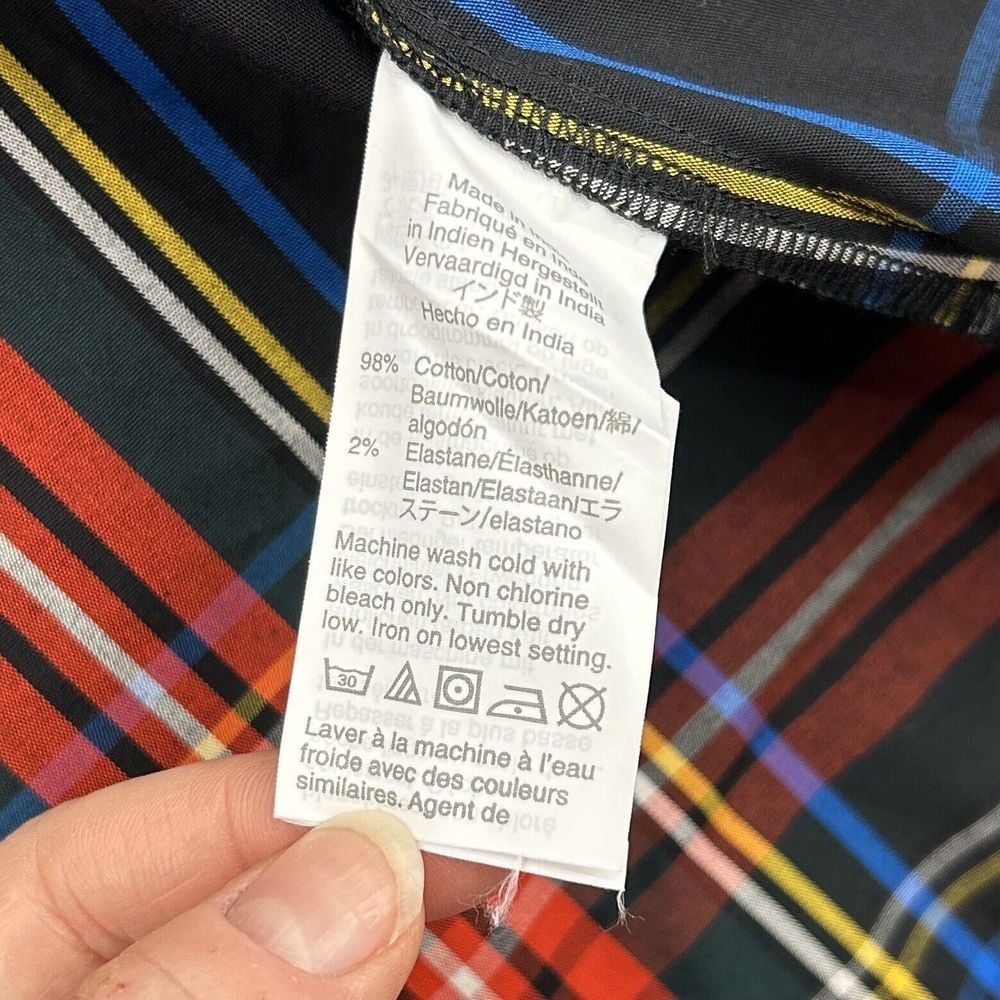 Made in
Fabriqué en Inde
in Indien Hergestellt
Vervaardigd in India
インド製
Hecho en India
98% Cotton/Coton/
Baumwolle/Katoen/綿/
algodón
2% Elastane/Élasthanne/
Elastan/Elastaan/エラ
ステーン/elastano
Machine wash cold with
like colors. Non chlorine
bleach only. Tumble dry
low. Iron on lowest setting.
30
Laver à la machine à l'eau
froide avec des couleurs
similaires. Agent de